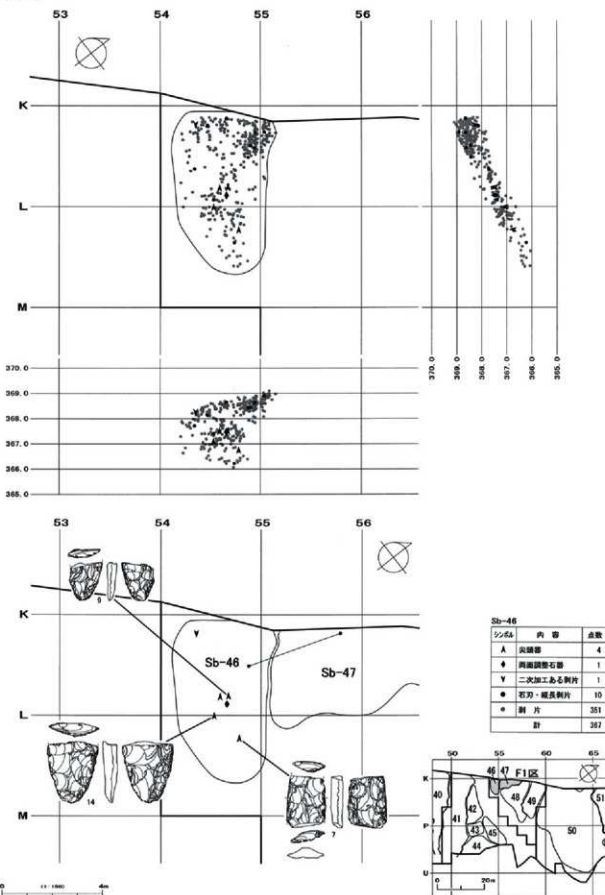 53 54 55 56 57
K
L
M
370.0 369.0 368.0 367.0 366.0 365.0
370.0
369.0
368.0
367.0
366.0
365.0
53 54 55 56
K
L
M
9
Sb-46
Sb-47
14
7
Sb-46
シンボル 内容 点数
尖頭器 4
両面調整石器 1
二次加工ある剥片 1
石刃・縦長剥片 10
剥片 351
計 367
50 55 60 65
46 47 F1区
K
P
U
40 41 42 43 44 45 48 49 50 51
0 20m
0 (1:100) 4m